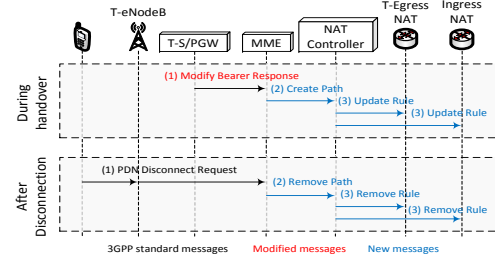 T-eNodeB
T-S/PGW
MME
NAT
Controller
T-Egress
NAT
Ingress
NAT
During
handover
(1) Modify Bearer Response
(2) Create Path
(3) Update Rule
(3) Update Rule
After
Disconnection
(1) PDN Disconnect Request
(2) Remove Path
(3) Remove Rule
(3) Remove Rule
3GPP standard messages
Modified messages
New messages